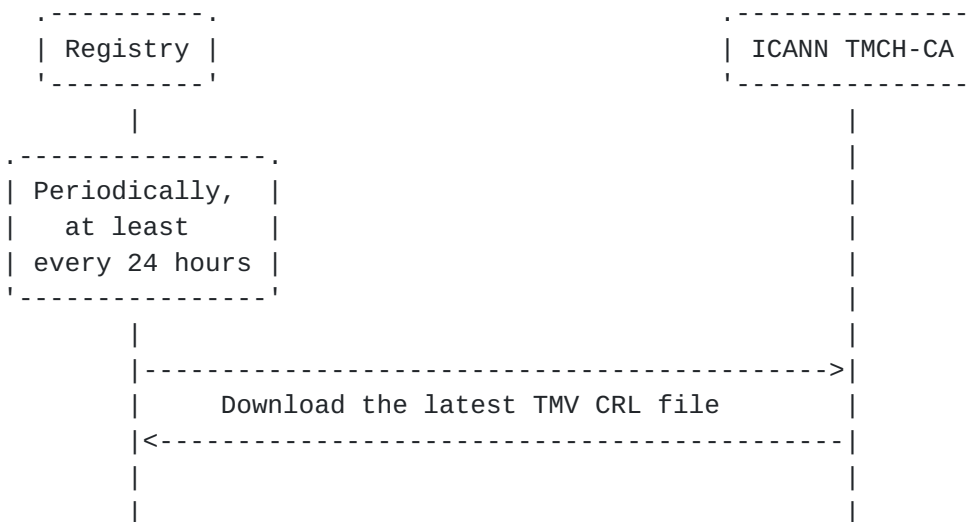 Registry
ICANN TMCH-CA
Periodically,
at least
every 24 hours
Download the latest TMV CRL file